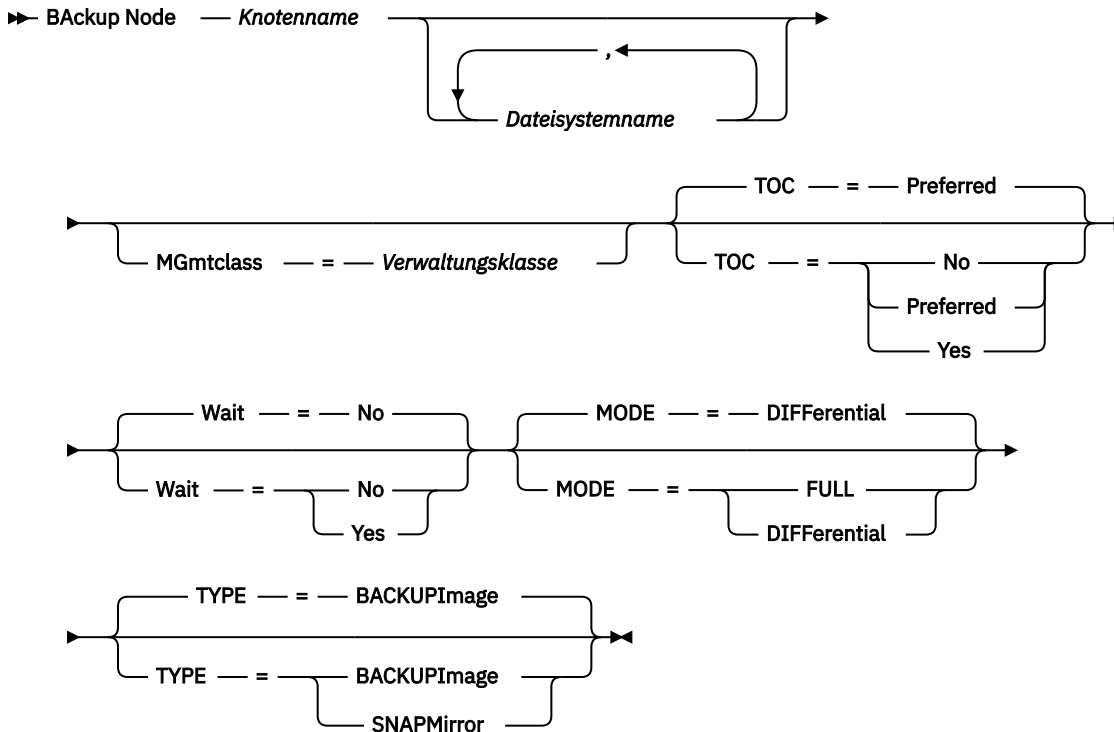 BAckup Node Knotenname
,
Dateisystemname
TOC = Preferred
MGmtclass = Verwaltungsklasse TOC = No
Preferred
Yes
Wait = No MODE = DIFFerential
Wait = No MODE = FULL
Yes DIFFerential
TYPE = BACKUPImage
TYPE = BACKUPImage
SNAPMirror